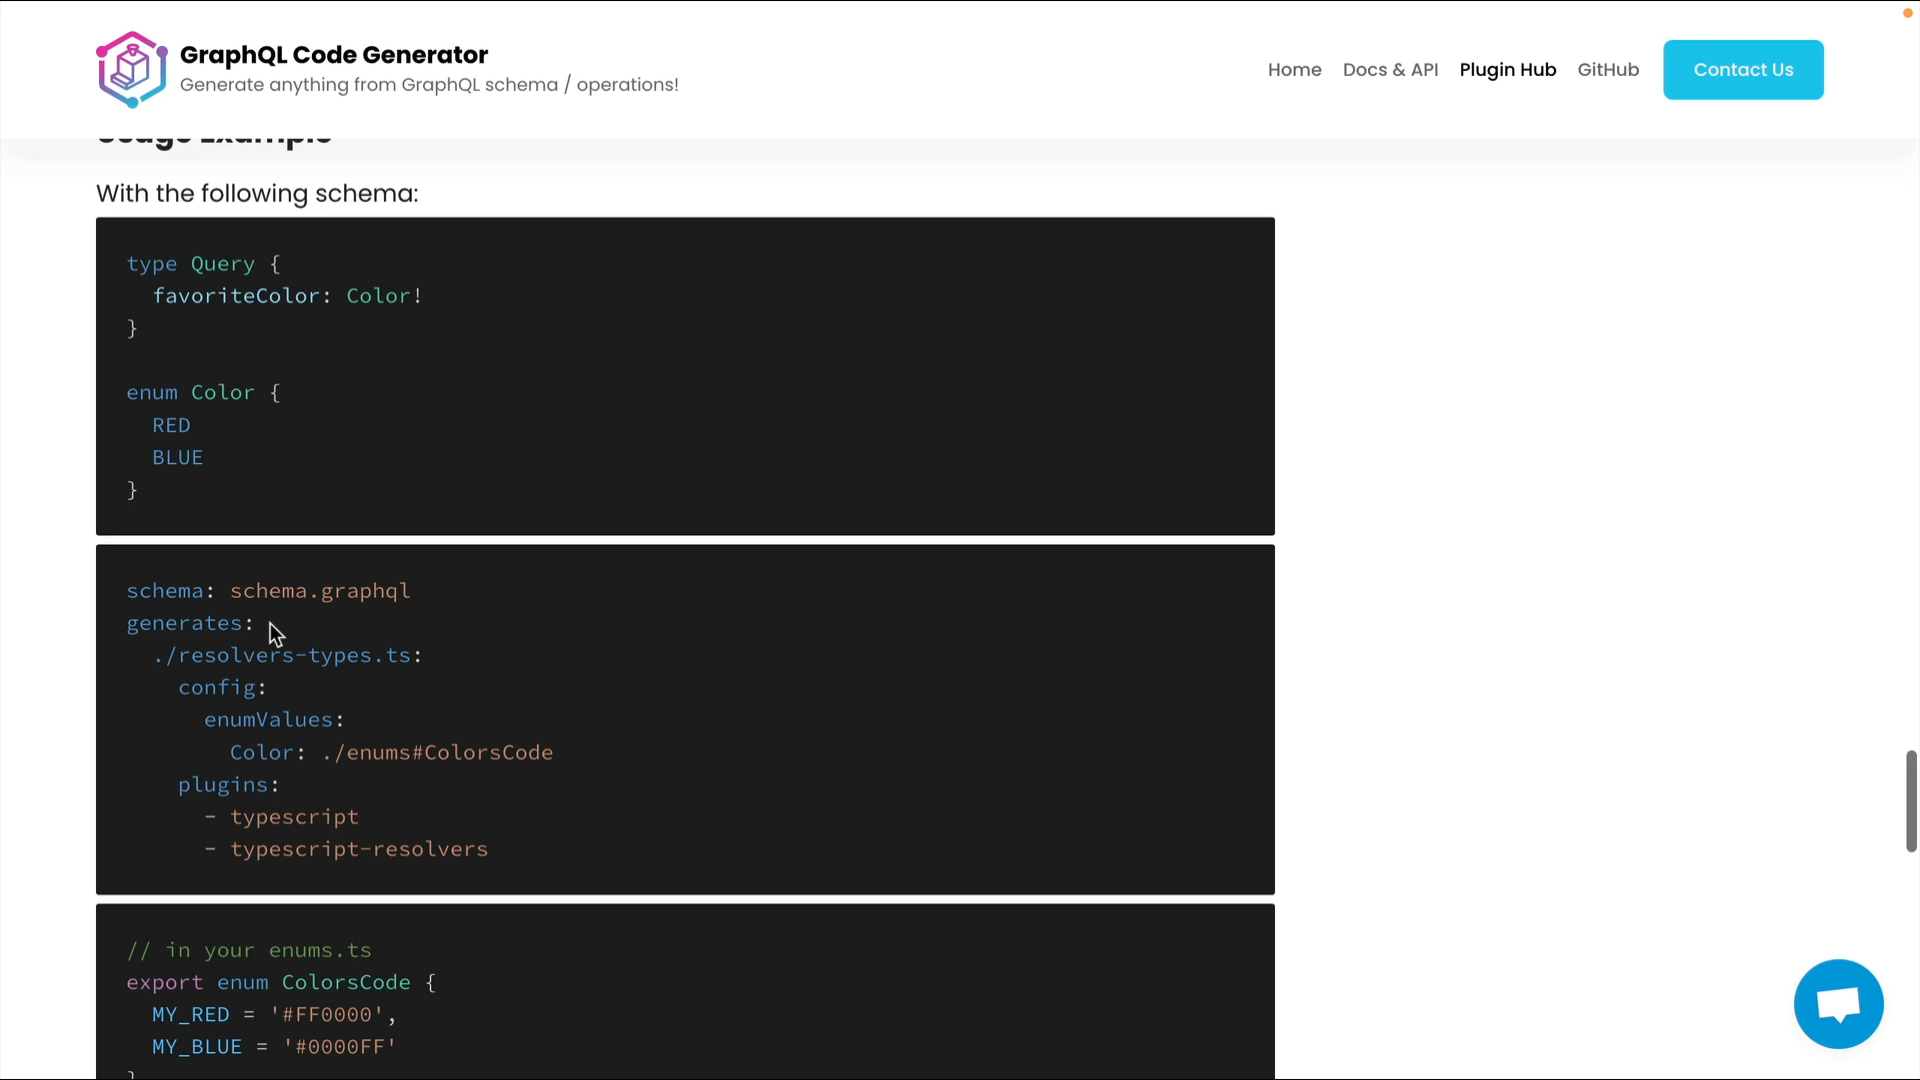 GraphQL Code Generator
Generate anything from GraphQL schema / operations!
Home
Docs & API
Plugin Hub
GitHub
Contact Us
Usage Example
With the following schema:
type Query {
  favoriteColor: Color!
}
enum Color {
  RED
  BLUE
}
schema: schema.graphql
generates:
  ./resolvers-types.ts:
    config:
      enumValues:
        Color: ./enums#ColorsCode
    plugins:
      - typescript
      - typescript-resolvers
// in your enums.ts
export enum ColorsCode {
  MY_RED = '#FF0000',
  MY_BLUE = '#0000FF'
}